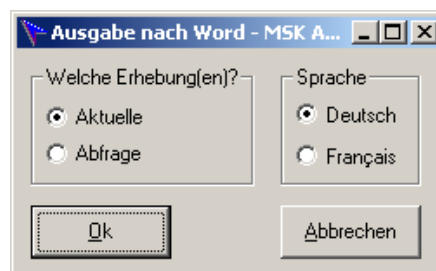 Ausgabe nach Word - MSK A...
Welche Erhebung(en)?
Aktuelle
Abfrage
Sprache
Deutsch
Français
Ok
Abbrechen